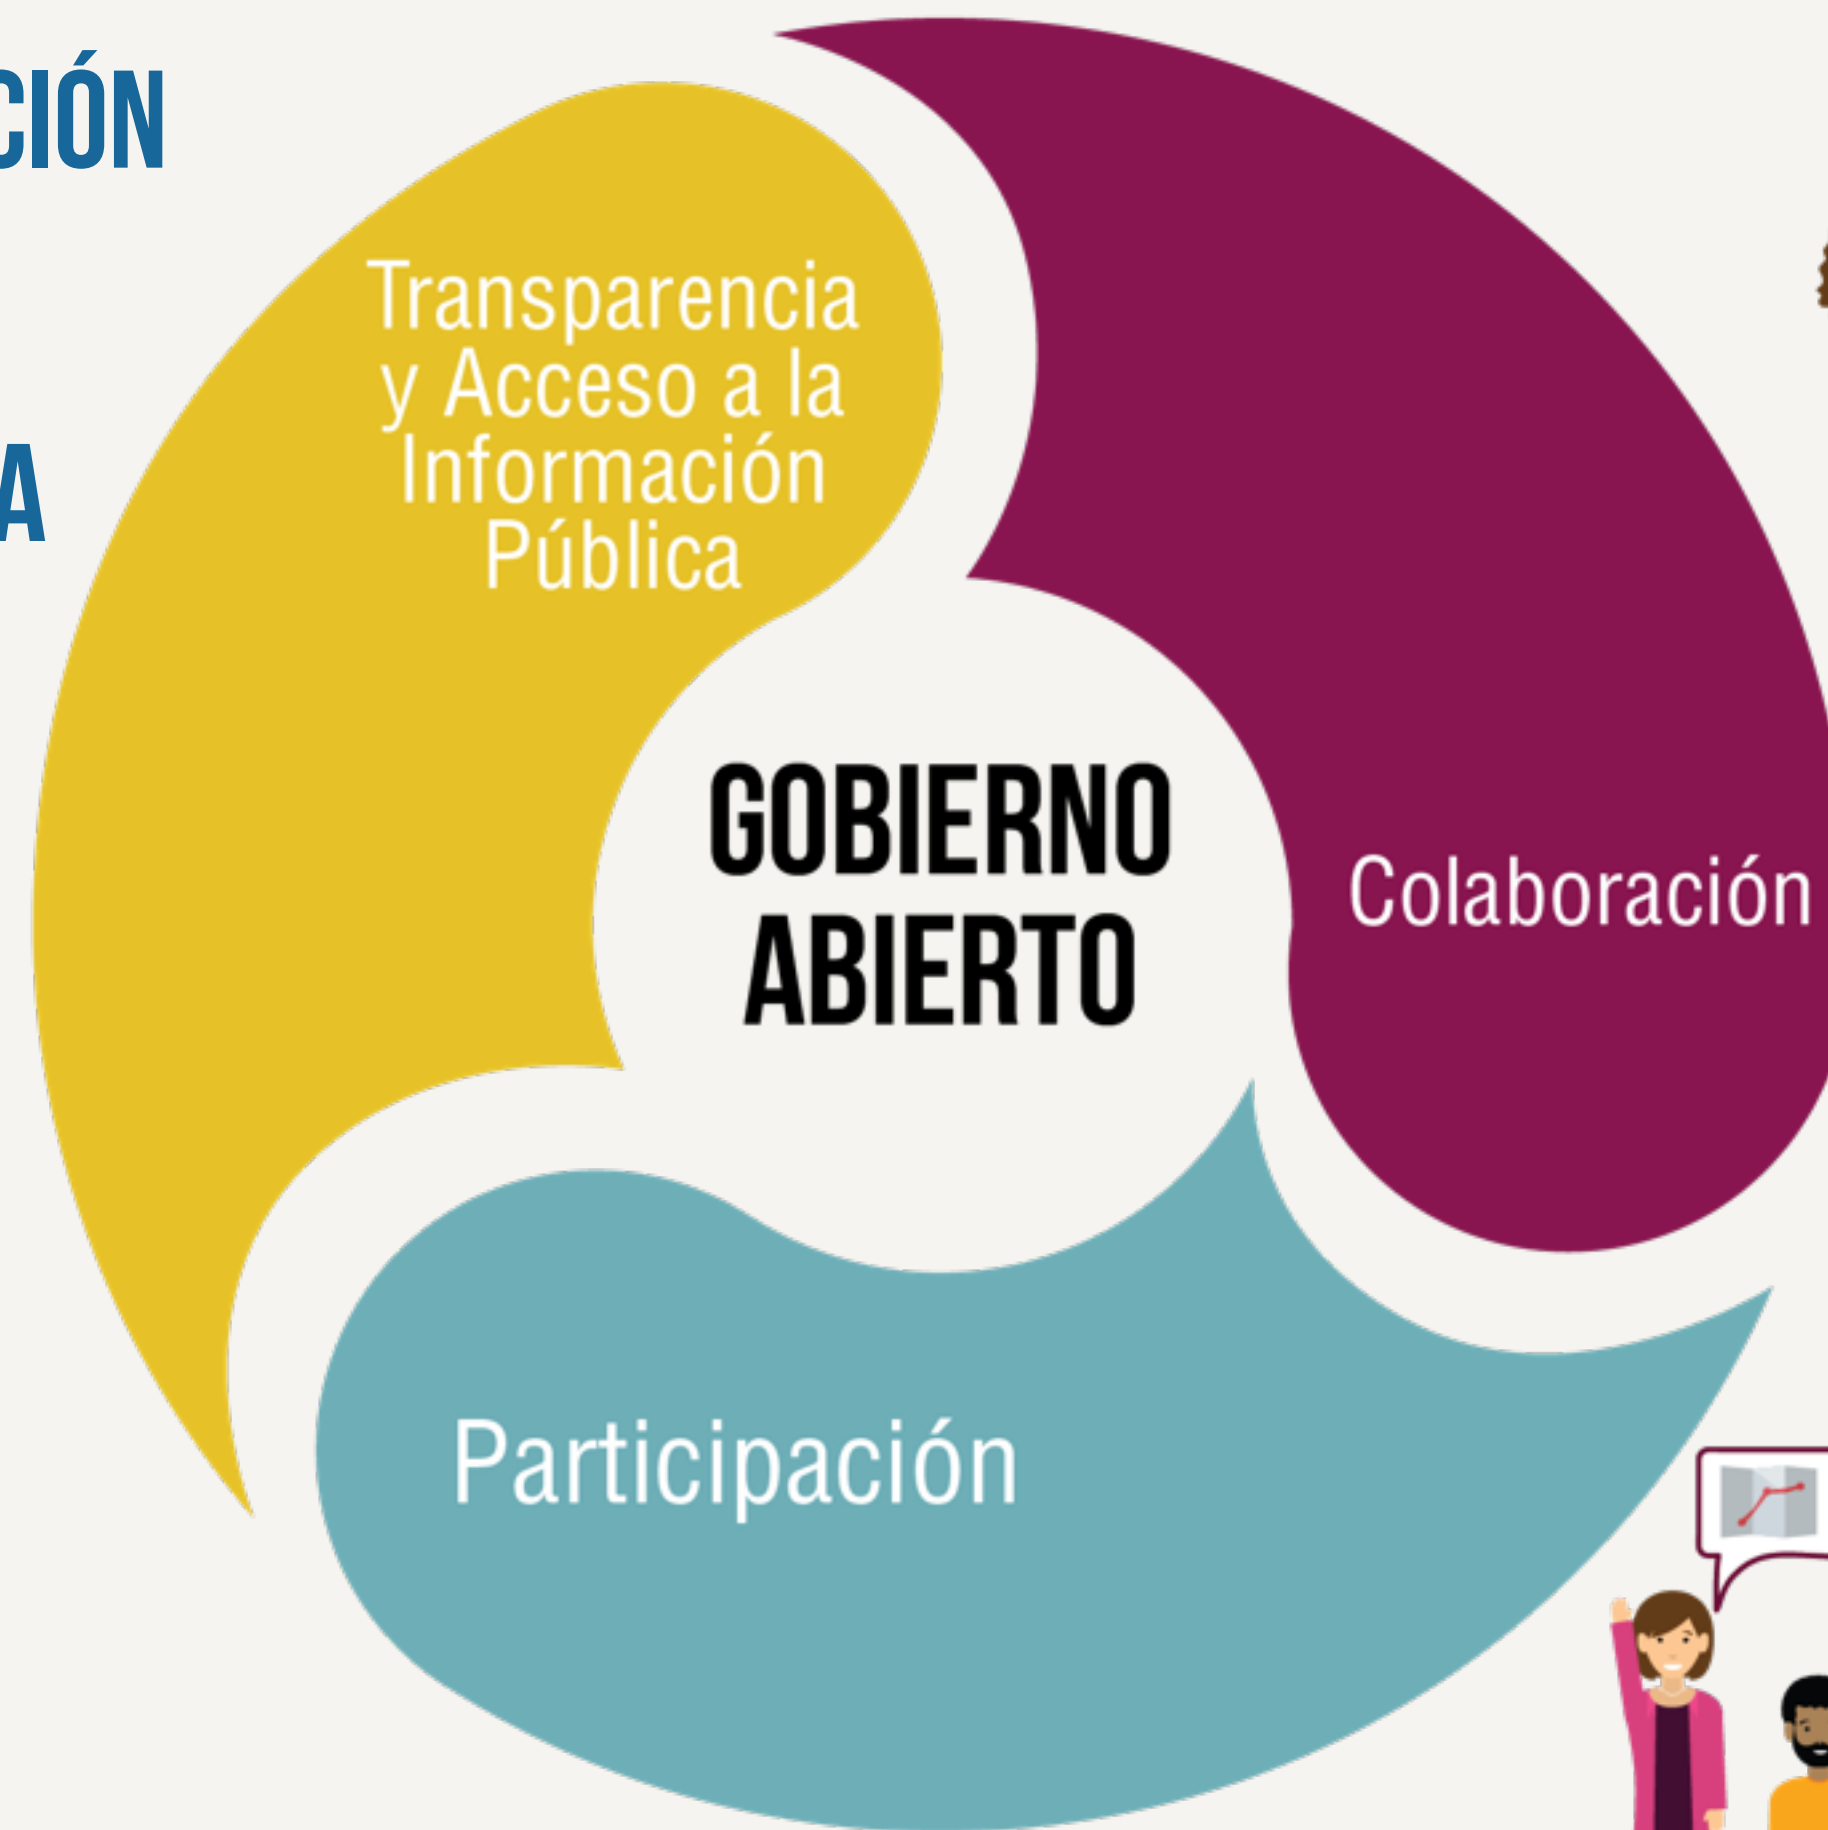 CIÓN
A
Transparencia
y Acceso a la
Información
Pública
GOBIERNO
ABIERTO
Colaboración
Participación